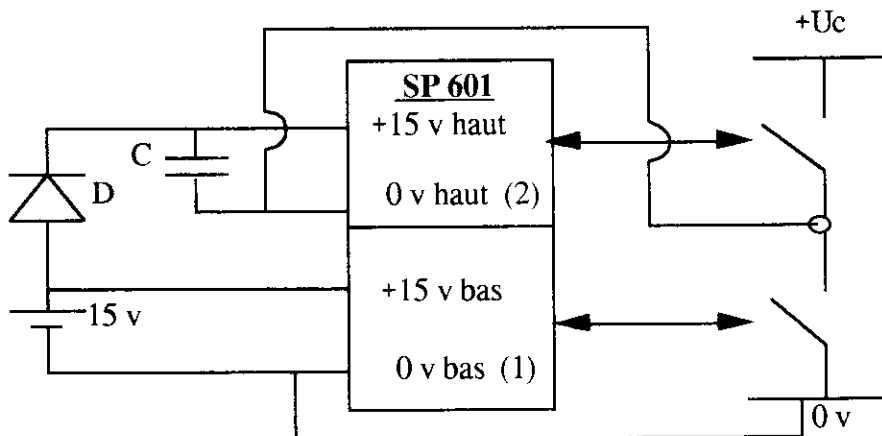 +Uc
SP 601
+15 v haut
C
0 v haut (2)
D
+15 v bas
15 v
0 v bas (1)
0 v